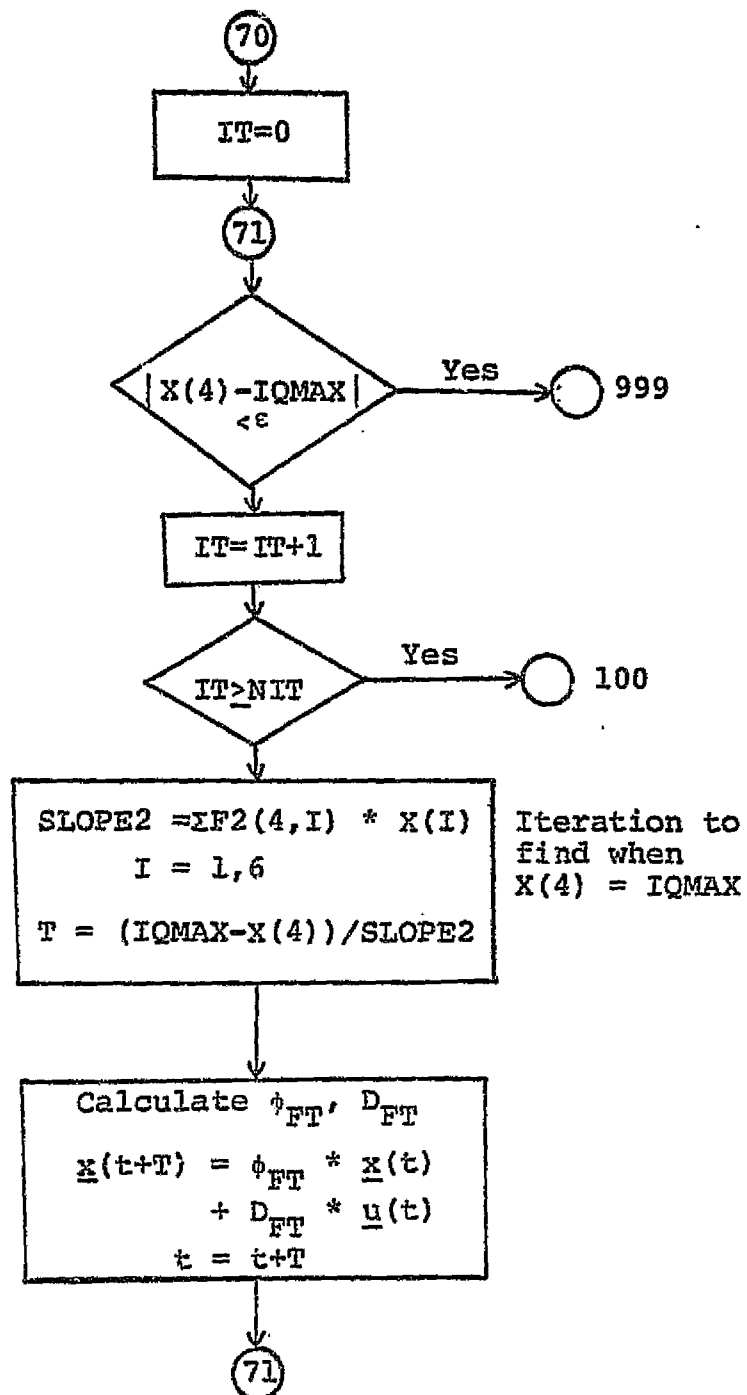 70
IT=0
71
|X(4)-IQMAX|
<ε
Yes
999
IT=IT+1
IT≥NIT
Yes
100
SLOPE2 =ΣF2(4,I) * X(I)
I = 1,6
T = (IQMAX-X(4))/SLOPE2
Iteration to
find when
X(4) = IQMAX
Calculate ϕFT, DFT
x(t+T) = ϕFT * x(t)
+ DFT * u(t)
t = t+T
71